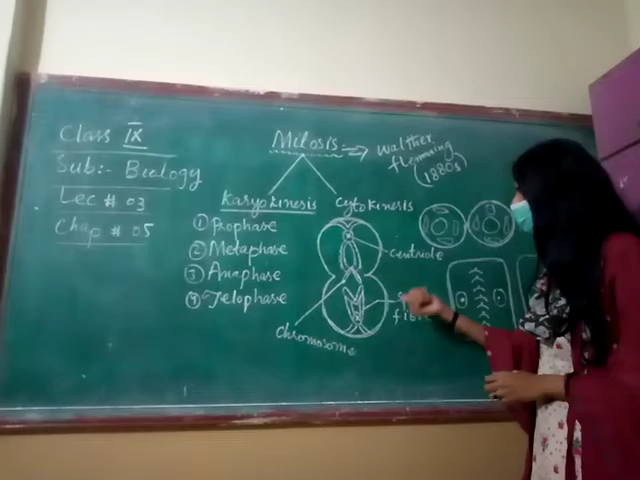 Class IX
Sub:- Biology
Lec # 03
Chap # 05
Mitosis => Walther
flemming
(1880s)
Karyokinesis Cytokinesis
① Prophase
② Metaphase
③ Anaphase
④ Telophase
Centriole
Chromosome